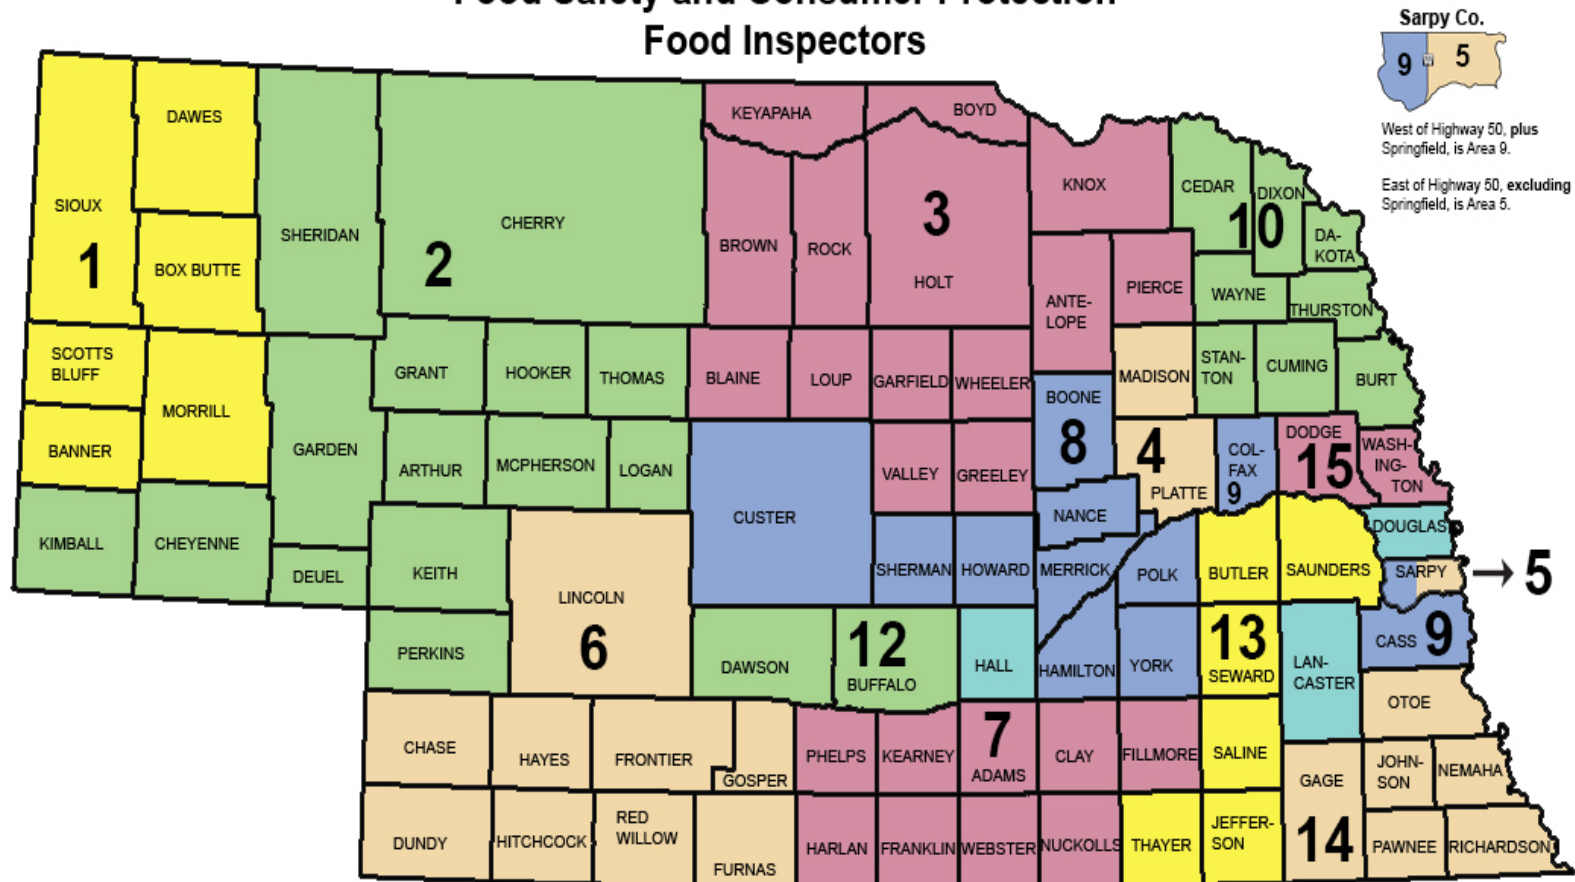 Food Safety and Consumer Protection
Food Inspectors
Sarpy Co.
9
5
West of Highway 50, plus
Springfield, is Area 9.
East of Highway 50, excluding
Springfield, is Area 5.
SIOUX
1
DAWES
BOX BUTTE
SHERIDAN
CHERRY
2
KEYAPAHA
BOYD
BROWN
ROCK
3
HOLT
KNOX
ANTE-
LOPE
PIERCE
CEDAR
DIXON
10
DA-
KOTA
WAYNE
THURSTON
SCOTTS
BLUFF
MORRILL
BANNER
GARDEN
GRANT
HOOKER
THOMAS
BLAINE
LOUP
GARFIELD
WHEELER
BOONE
8
MADISON
STAN-
TON
CUMING
BURT
ARTHUR
MCPHERSON
LOGAN
CUSTER
VALLEY
GREELEY
NANCE
4
PLATTE
COL-
FAX
9
DODGE
15
WASH-
ING-
TON
KIMBALL
CHEYENNE
DEUEL
KEITH
LINCOLN
6
SHERMAN
HOWARD
MERRICK
POLK
BUTLER
SAUNDERS
DOUGLAS
SARPY
5
PERKINS
DAWSON
12
BUFFALO
HALL
HAMILTON
YORK
13
SEWARD
LAN-
CASTER
CASS
9
OTOE
CHASE
HAYES
FRONTIER
GOSPER
PHELPS
KEARNEY
7
ADAMS
CLAY
FILLMORE
SALINE
GAGE
14
JOHN-
SON
NEMAHA
DUNDY
HITCHCOCK
RED
WILLOW
FURNAS
HARLAN
FRANKLIN
WEBSTER
NUCKOLLS
THAYER
JEFFER-
SON
PAWNEE
RICHARDSON